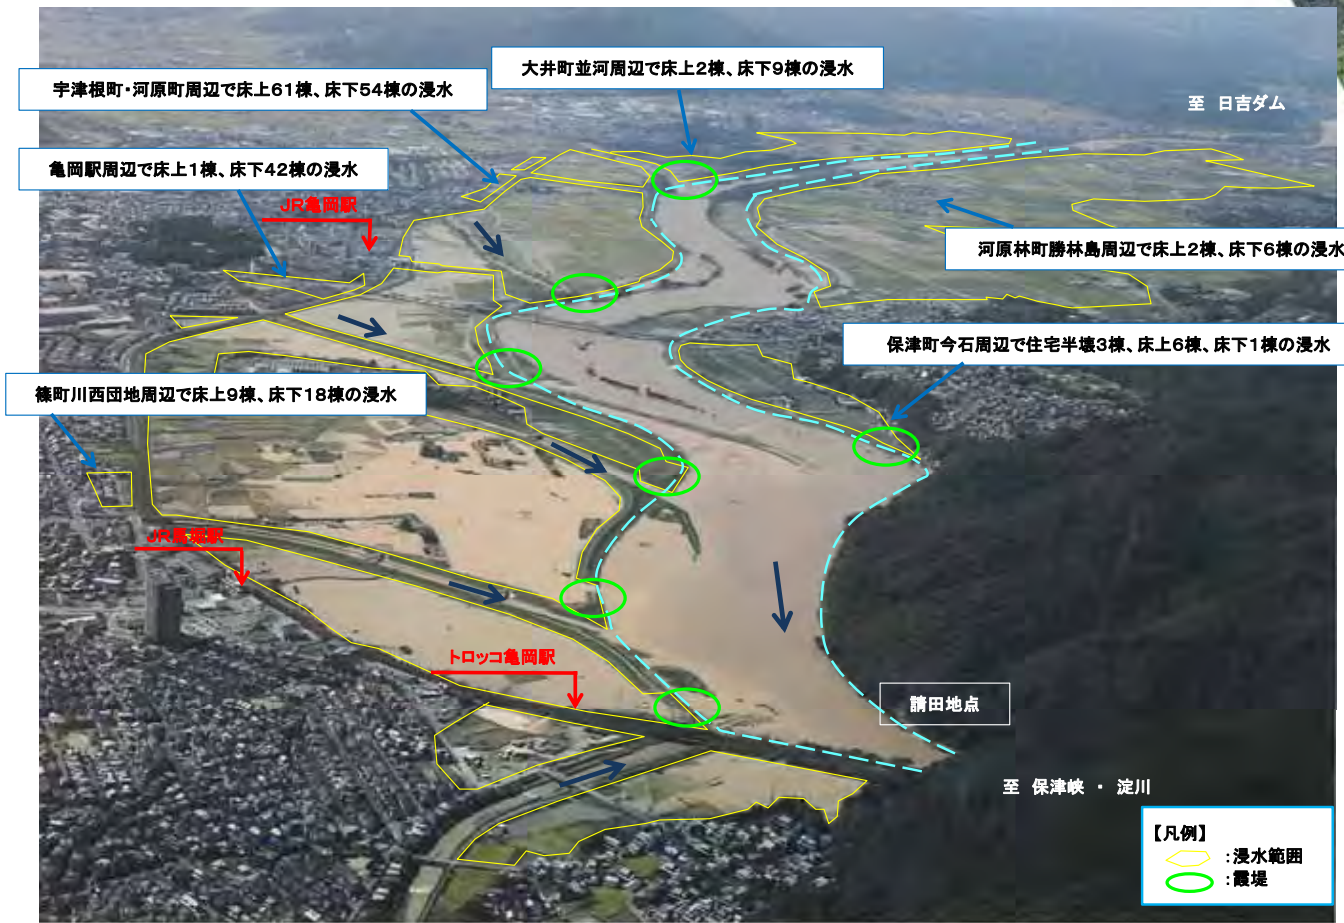 大井町並河周辺で床上2棟、床下9棟の浸水
宇津根町・河原町周辺で床上61棟、床下54棟の浸水
至 日吉ダム
亀岡駅周辺で床上1棟、床下42棟の浸水
JR亀岡駅
河原林町勝林島周辺で床上2棟、床下6棟の浸水
保津町今石周辺で住宅半壊3棟、床上6棟、床下1棟の浸水
篠町川西団地周辺で床上9棟、床下18棟の浸水
JR馬堀駅
トロッコ亀岡駅
請田地点
至 保津峡 ・ 淀川
【凡例】
:浸水範囲
:霞堤